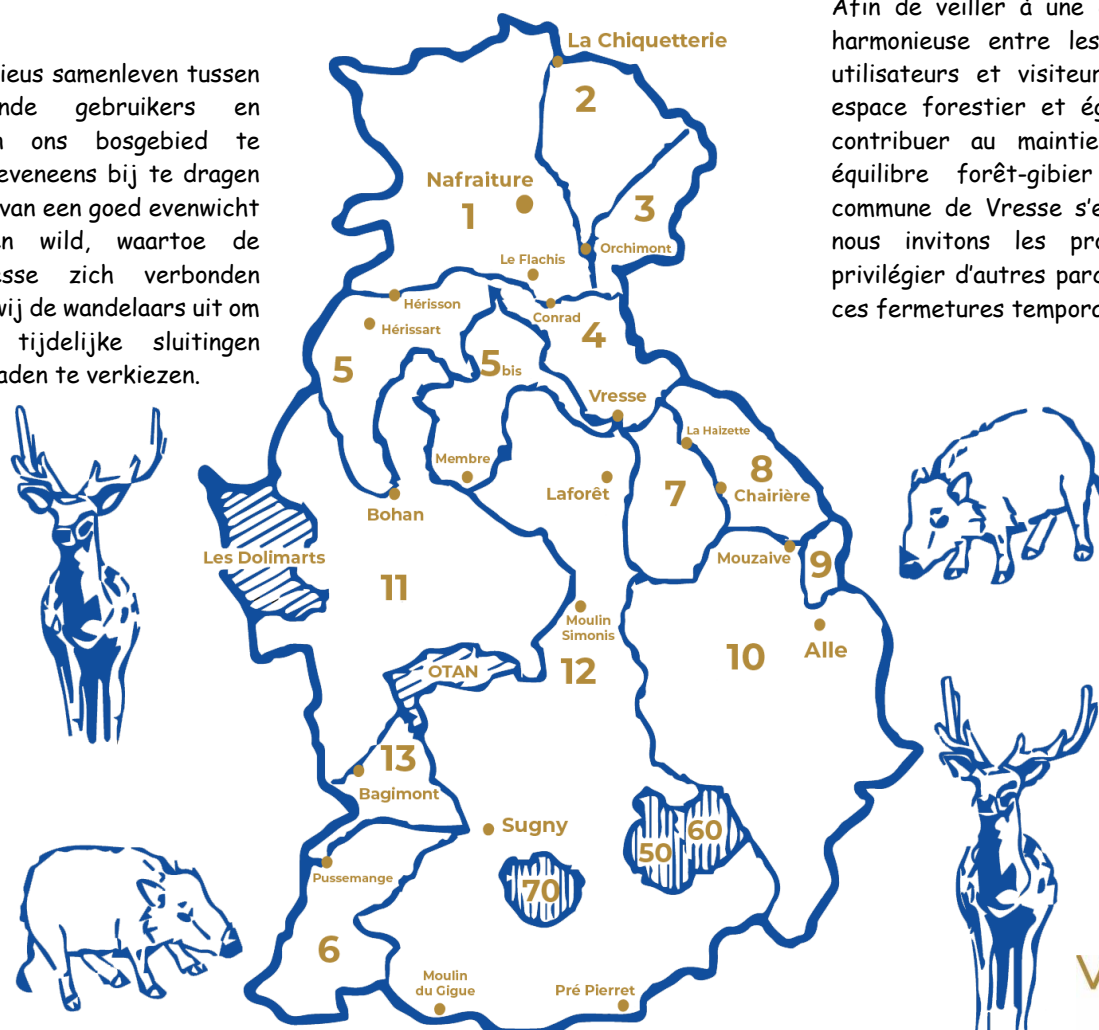 ieus samenleven tussen
nde gebruikers en
ons bosgebied te
eveneens bij te dragen
van een goed evenwicht
en wild, waartoe de
esse zich verbonden
wij de wandelaars uit om
tijdelijke sluitingen
aden te verkiezen.
Afin de veiller à une
harmonieuse entre les
utilisateurs et visiteur
espace forestier et ég
contribuer au maintie
équilibre forêt-gibier
commune de Vresse s'e
nous invitons les pro
privilégier d'autres parc
ces fermetures tempora
La Chiquetterie
2
Nafraiture
1
3
Orchimont
Le Flachis
Hérisson
Conrad
Hérissart
4
5
5bis
Vresse
La Haizette
Membre
8
Laforêt
7
Chairière
Bohan
Les Dolimarts
Mouzaive
9
11
Moulin
Simonis
Alle
10
12
OTAN
13
Bagimont
Sugny
60
50
Pussemange
70
6
Moulin
du Gigue
Pré Pierret
V